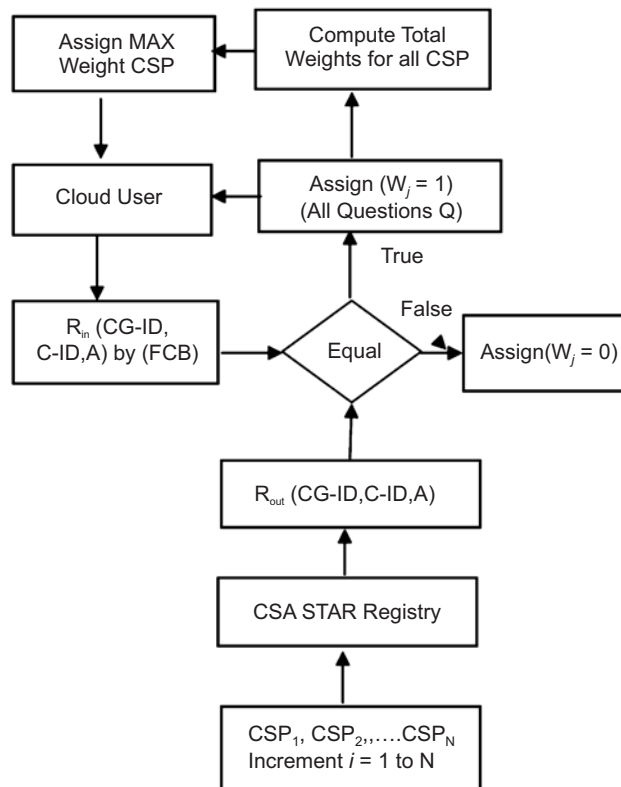 Assign MAX
Weight CSP
Compute Total
Weights for all CSP
Cloud User
Assign (Wj = 1)
(All Questions Q)
True
False
Rin (CG-ID,
C-ID,A) by (FCB)
Equal
Assign(Wj = 0)
Rout (CG-ID,C-ID,A)
CSA STAR Registry
CSP1, CSP2,,....CSPN
Increment i = 1 to N